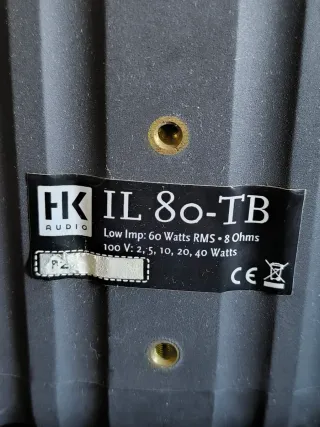 HK
AUDIO
IL 80-TB
Low Imp: 60 Watts RMS • 8 Ohms
100 V: 2, 5, 10, 20, 40 Watts
CE